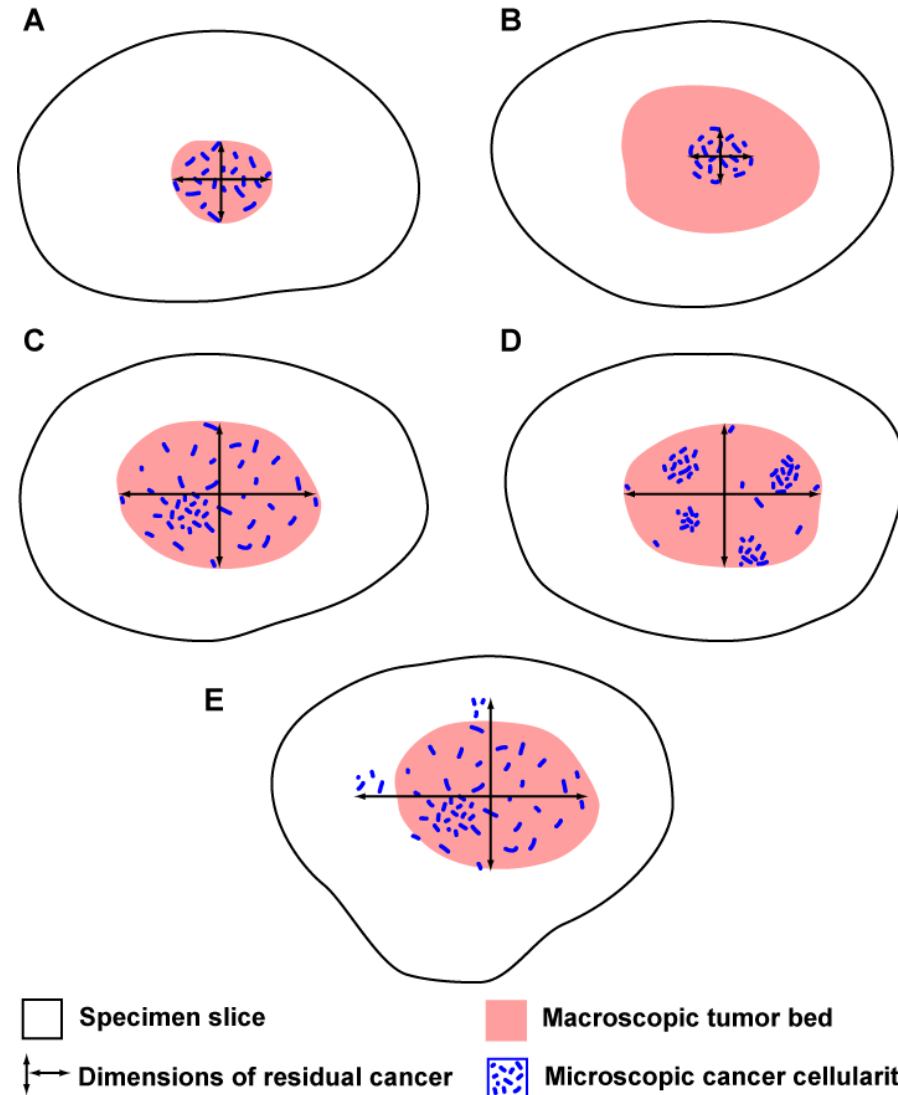 A
B
C
D
E
Specimen slice
Macroscopic tumor bed
Dimensions of residual cancer
Microscopic cancer cellularit